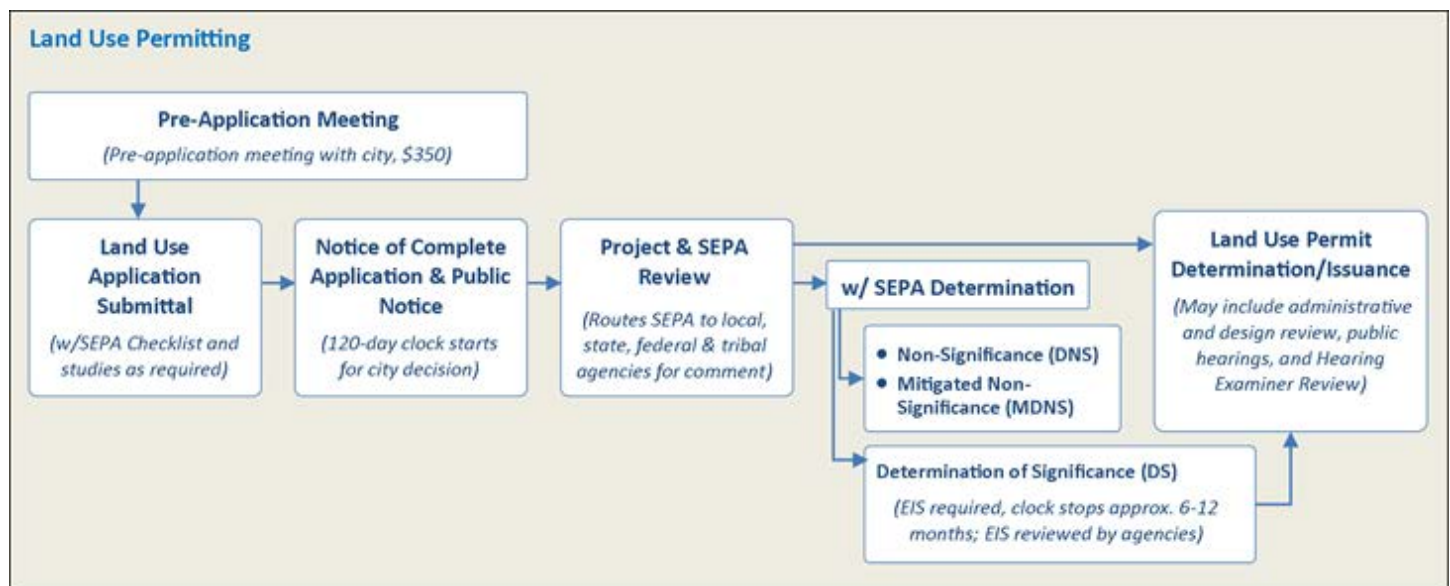 Land Use Permitting
Pre-Application Meeting
(Pre-application meeting with city, $350)
Land Use
Application
Submittal
(w/SEPA Checklist and
studies as required)
Notice of Complete
Application & Public
Notice
(120-day clock starts
for city decision)
Project & SEPA
Review
(Routes SEPA to local,
state, federal & tribal
agencies for comment)
w/ SEPA Determination
• Non-Significance (DNS)
• Mitigated Non-
Significance (MDNS)
Determination of Significance (DS)
(EIS required, clock stops approx. 6-12
months; EIS reviewed by agencies)
Land Use Permit
Determination/Issuance
(May include administrative
and design review, public
hearings, and Hearing
Examiner Review)